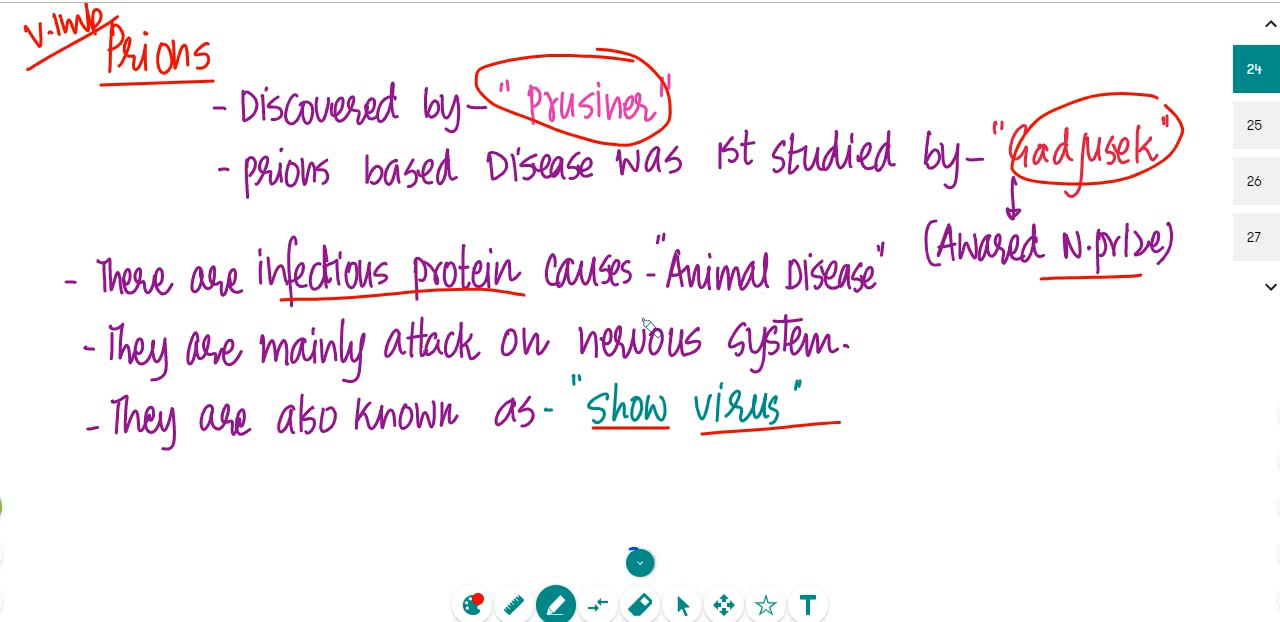 V.Imp
Prions
- Discovered by - "Prusiner"
- Prions based Disease was 1st studied by - "Gadjusek"
(Awared N.prize)
- There are infectious protein causes - "Animal Disease"
- They are mainly attack on nervous system.
- They are also known as - "Show virus"
24
25
26
27
T